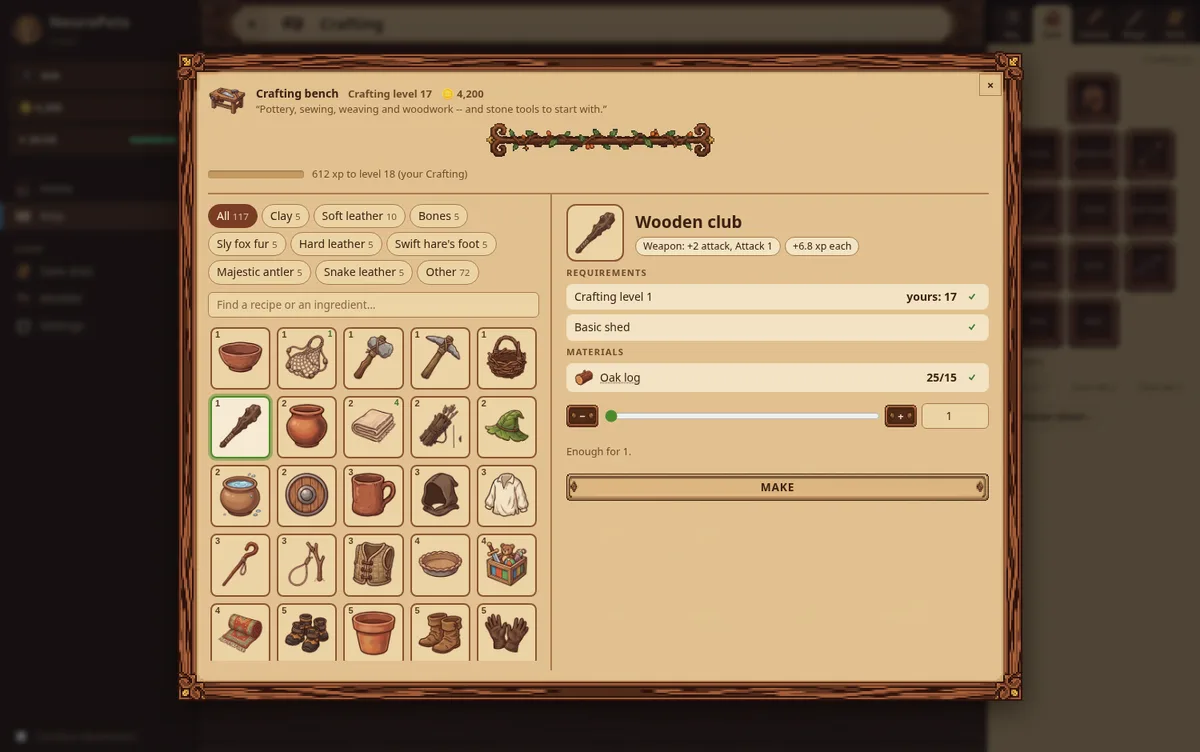 Crafting
Crafting bench Crafting level 17 4,200
“Pottery, sewing, weaving and woodwork -- and stone tools to start with.”
×
612 xp to level 18 (your Crafting)
All 117 Clay 5 Soft leather 10 Bones 5
Sly fox fur 5 Hard leather 5 Swift hare's foot 5
Majestic antler 5 Snake leather 5 Other 72
Find a recipe or an ingredient...
1 1 1 1 1 1
1 2 2 4 2 2
2 2 3 3 3
3 3 3 4 4
4 5 5 5 5
Wooden club
Weapon: +2 attack, Attack 1 +6.8 xp each
REQUIREMENTS
Crafting level 1 yours: 17 ✓
Basic shed ✓
MATERIALS
Oak log 25/15 ✓
− + 1
Enough for 1.
MAKE